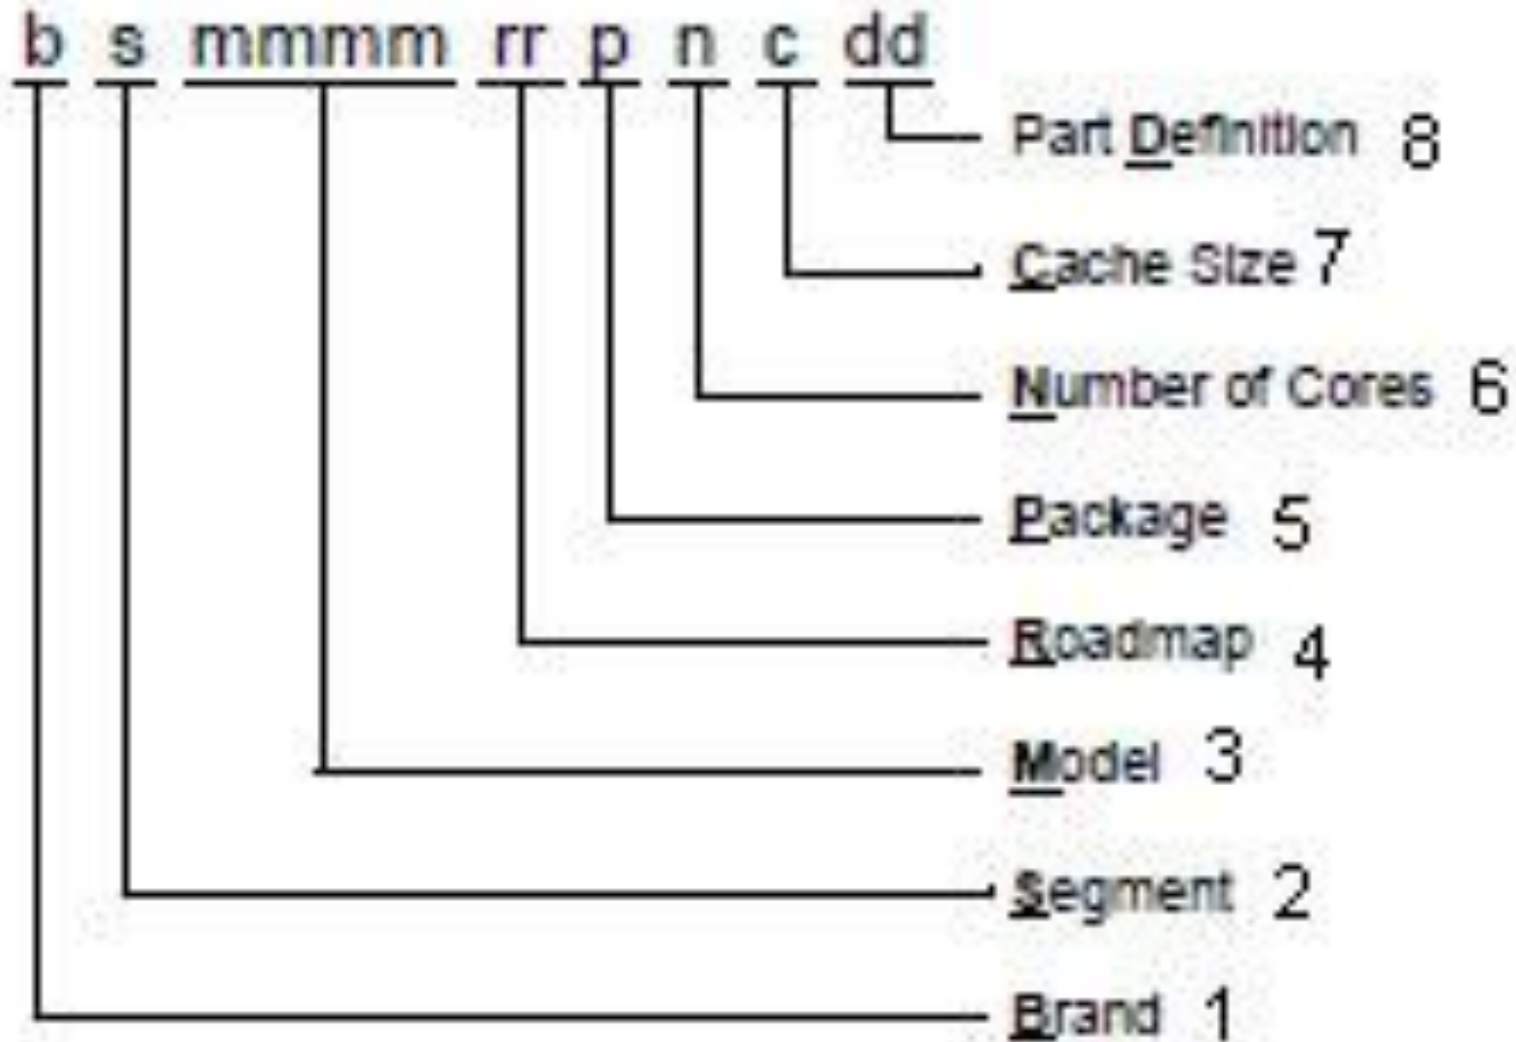 b s mmmm rr p n c dd
Part Definition 8
Cache Size 7
Number of Cores 6
Package 5
Roadmap 4
Model 3
Segment 2
Brand 1